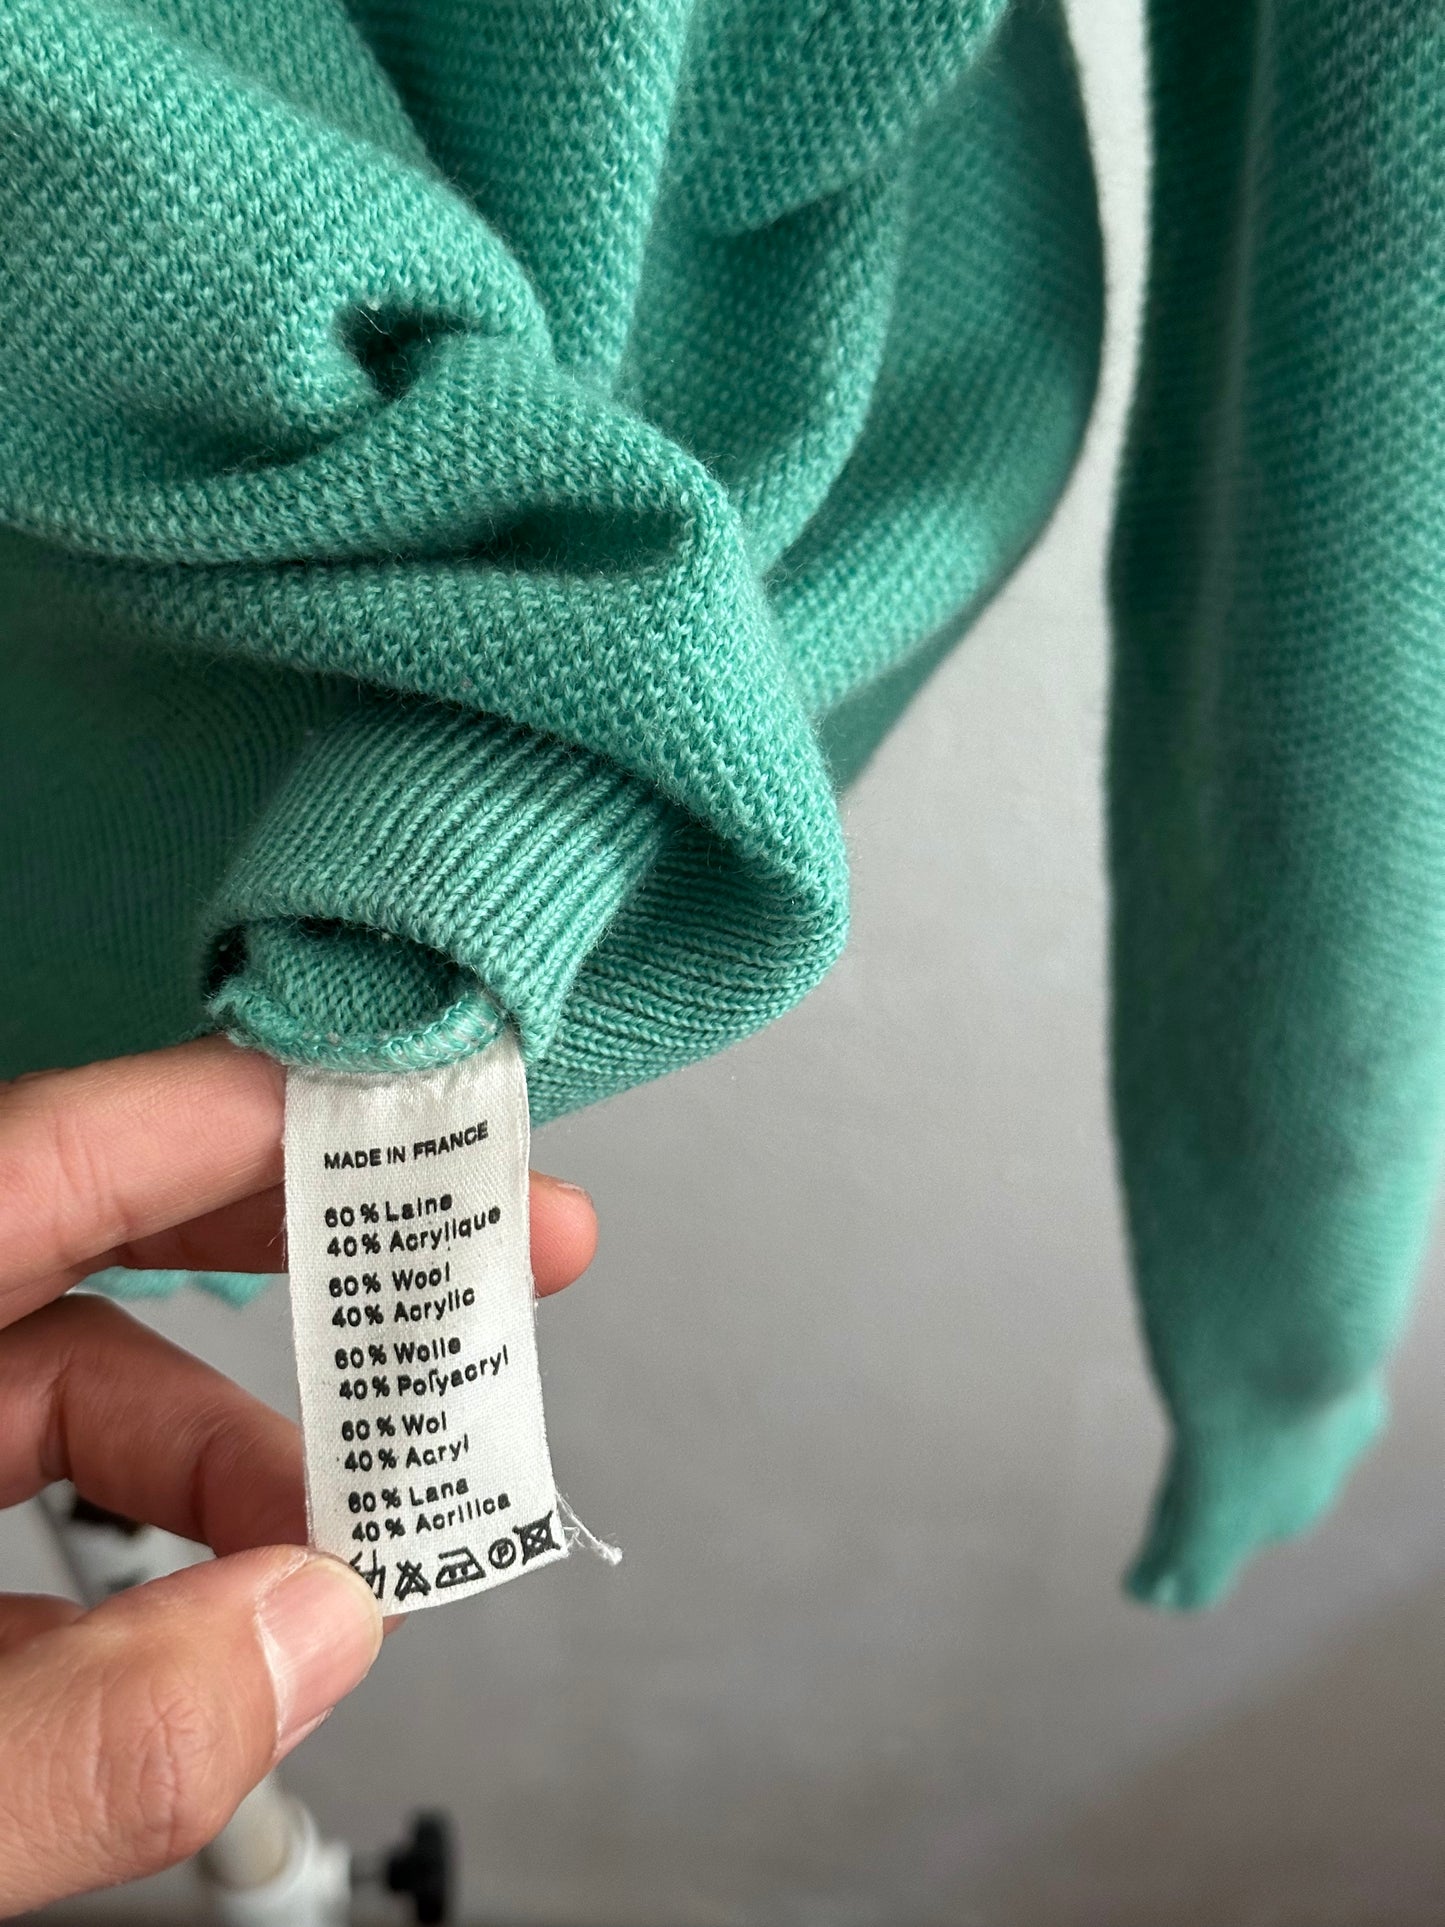 MADE IN FRANCE
60% Laine
40% Acrylique
60% Wool
40% Acrylic
60% Wolle
40% Polyacryl
60% Wol
40% Acryl
60% Lana
40% Acrilica
P